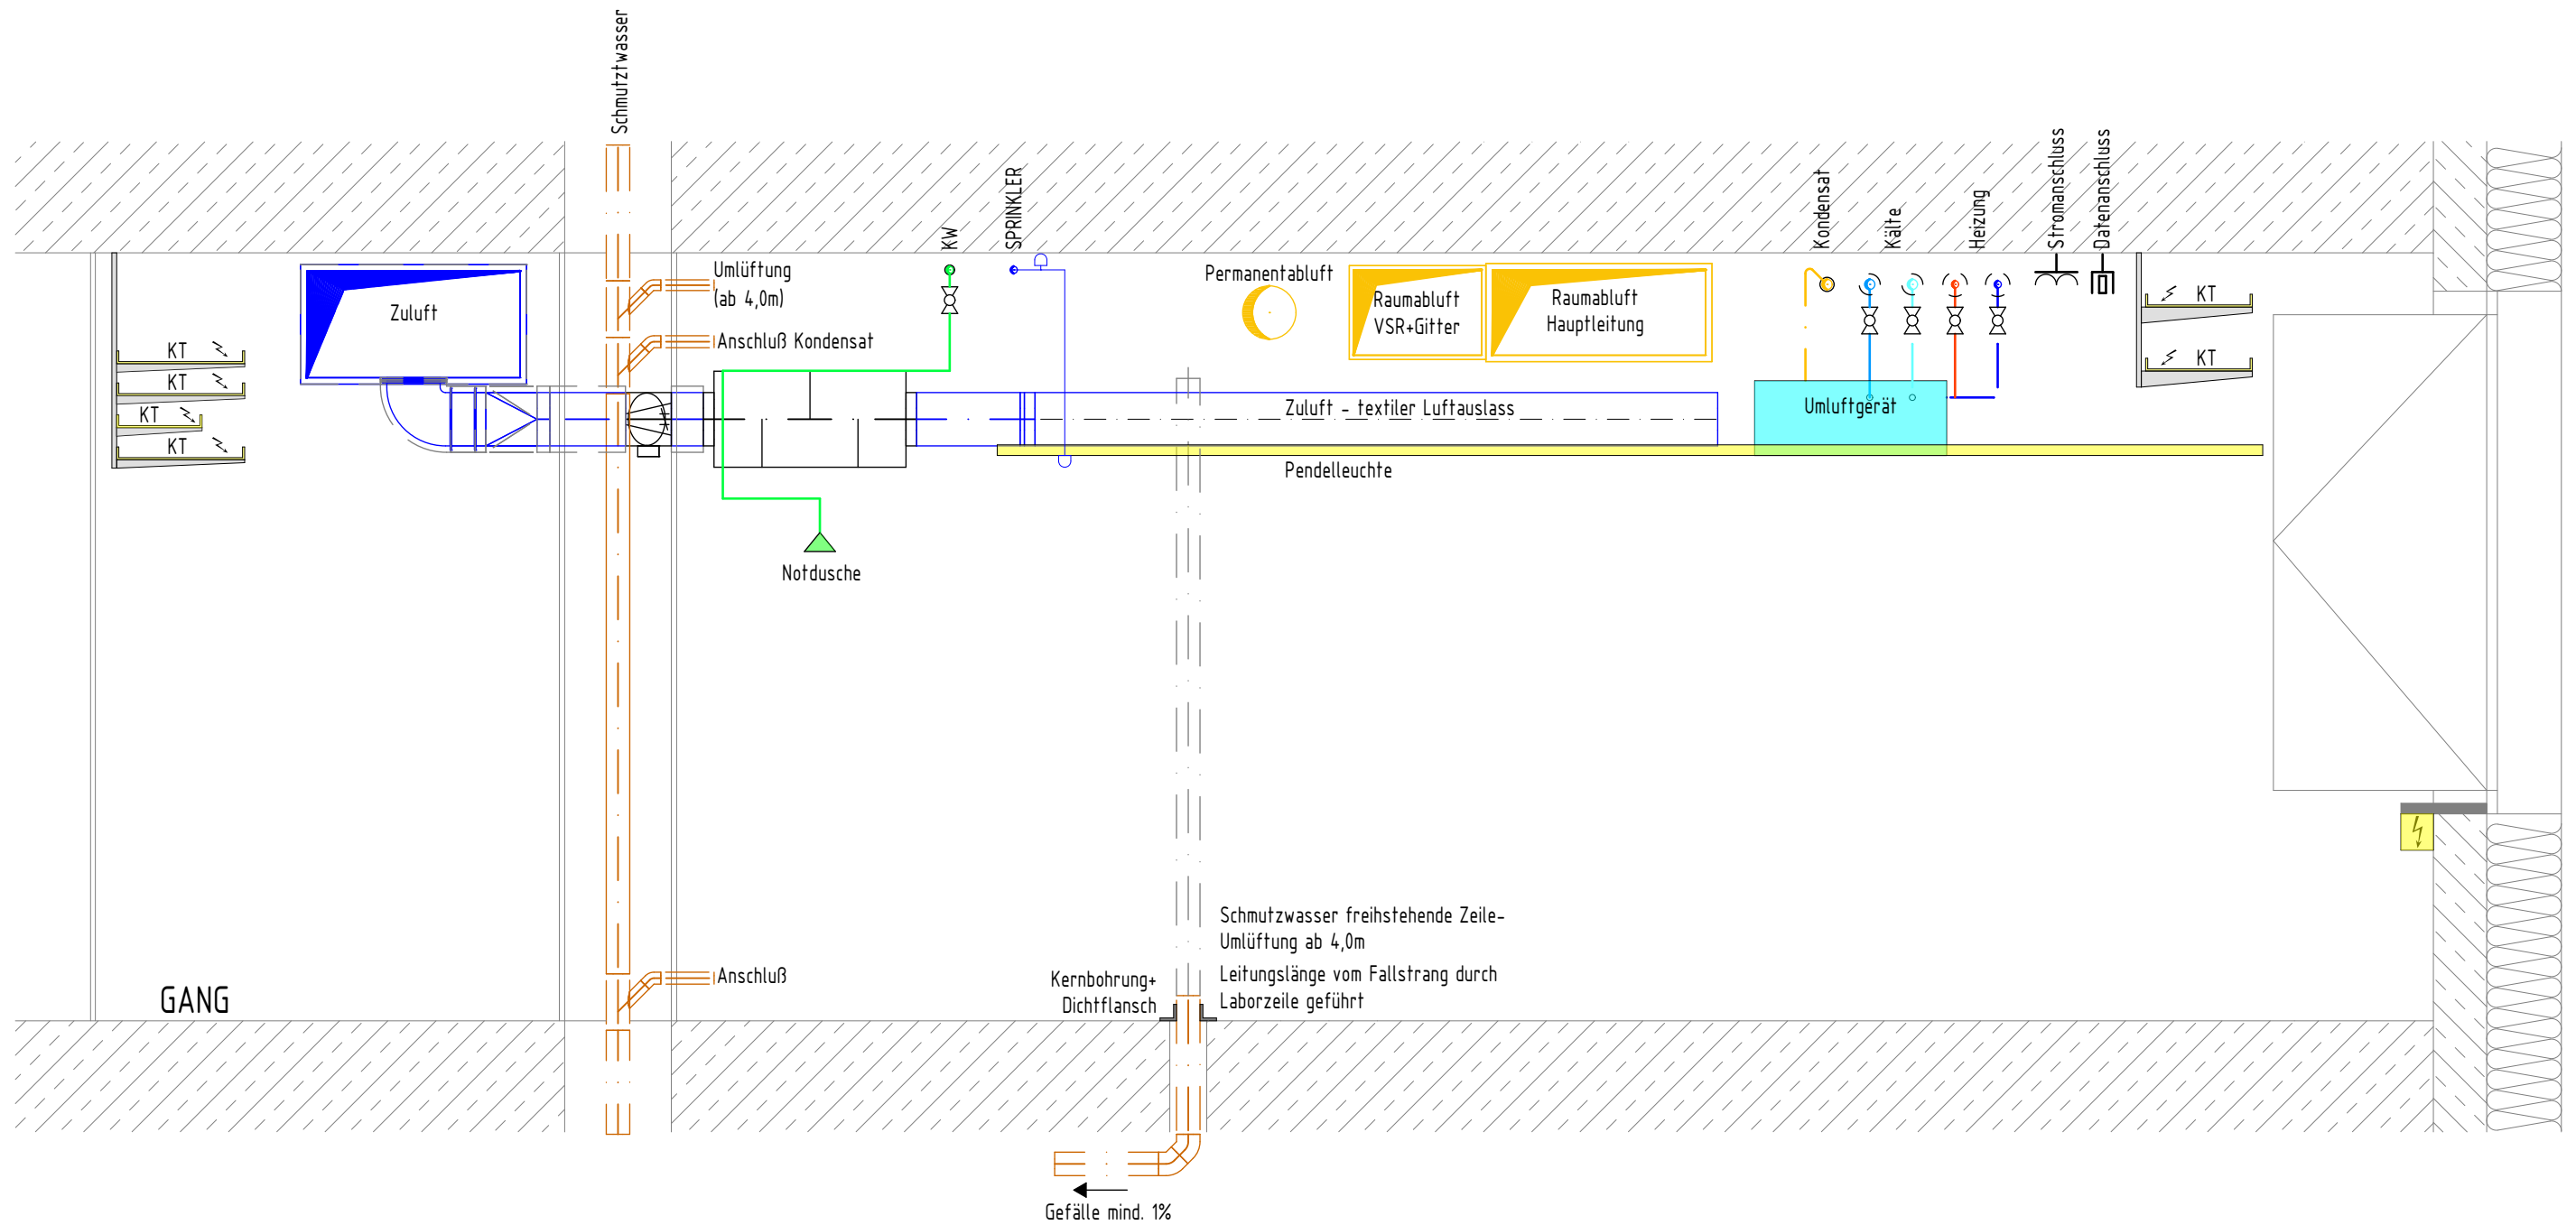 Schmutztwasser
KW
SPRINKLER
Kondensat
Kälte
Heizung
Stromanschluss
Datenanschluss
Umlüftung
(ab 4,0m)
Permanentabluft
Raumabluft
VSR+Gitter
Raumabluft
Hauptleitung
Zuluft
KT
KT
Anschluß Kondensat
KT
KT
KT
KT
Zuluft - textiler Luftauslass
Umluftgerät
Pendelleuchte
Notdusche
Schmutzwasser freihstehende Zeile-
Umlüftung ab 4,0m
Leitungslänge vom Fallstrang durch
Laborzeile geführt
Anschluß
Kernbohrung+
Dichtflansch
GANG
Gefälle mind. 1%